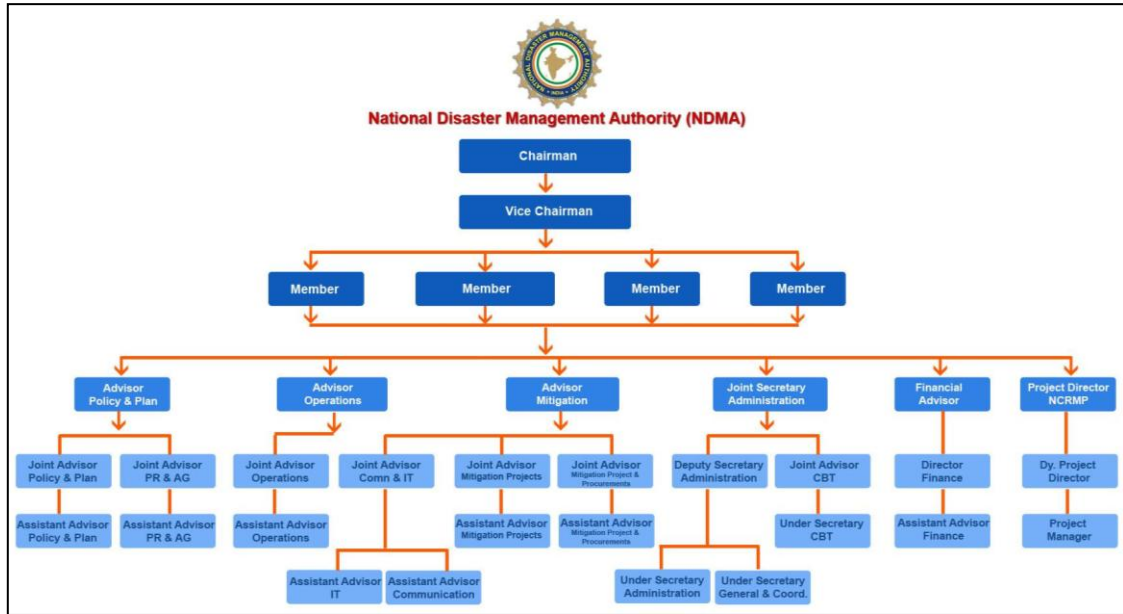 NATIONAL DISASTER MANAGEMENT AUTHORITY
National Disaster Management Authority (NDMA)
Chairman
Vice Chairman
Member
Member
Member
Member
Advisor
Policy & Plan
Advisor
Operations
Advisor
Mitigation
Joint Secretary
Administration
Financial
Advisor
Project Director
NCRMP
Joint Advisor
Policy & Plan
Joint Advisor
PR & AG
Joint Advisor
Operations
Joint Advisor
Comn & IT
Joint Advisor
Mitigation Projects
Joint Advisor
Mitigation Project &
Procurements
Deputy Secretary
Administration
Joint Advisor
CBT
Director
Finance
Dy. Project
Director
Assistant Advisor
Policy & Plan
Assistant Advisor
PR & AG
Assistant Advisor
Operations
Assistant Advisor
Mitigation Projects
Assistant Advisor
Mitigation Project &
Procurements
Under Secretary
CBT
Assistant Advisor
Finance
Project
Manager
Assistant Advisor
IT
Assistant Advisor
Communication
Under Secretary
Administration
Under Secretary
General & Coord.